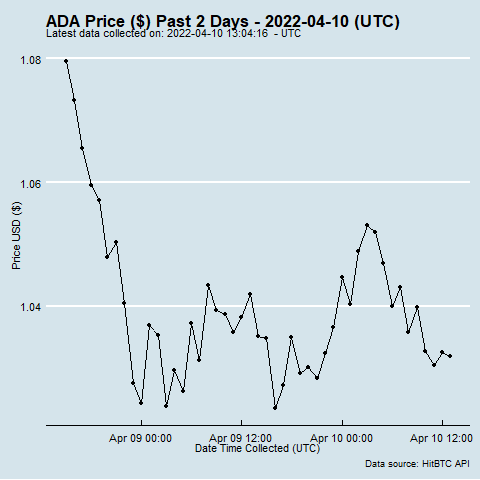 ADA Price ($) Past 2 Days - 2022-04-10 (UTC)
Latest data collected on: 2022-04-10 13:04:16  - UTC
1.08
1.06
1.04
Price USD ($)
Apr 09 00:00
Apr 09 12:00
Apr 10 00:00
Apr 10 12:00
Date Time Collected (UTC)
Data source: HitBTC API